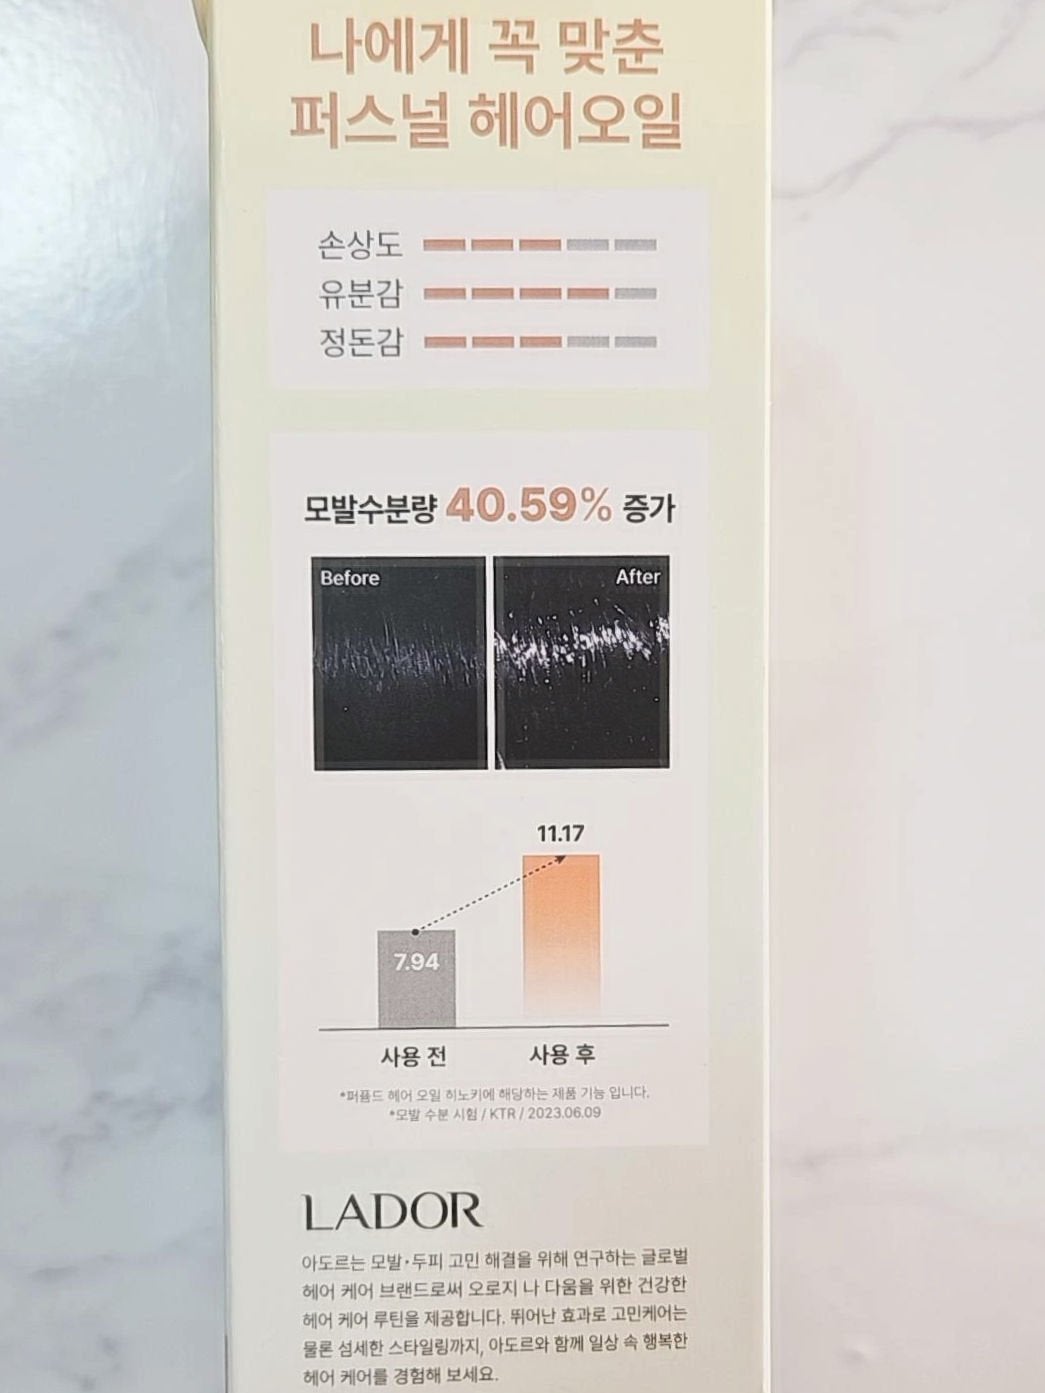 나에게 꼭 맞춘
퍼스널 헤어오일
손상도
유분감
정돈감
모발수분량 40.59% 증가
Before
After
11.17
7.94
사용 전
사용 후
*퍼퓸드 헤어 오일 히노키에 해당하는 제품 기능 입니다.
*모발 수분 시험 / KTR / 2023.06.09
LADOR
아도르는 모발·두피 고민 해결을 위해 연구하는 글로벌
헤어 케어 브랜드로써 오로지 나 다움을 위한 건강한
헤어 케어 루틴을 제공합니다. 뛰어난 효과로 고민케어는
물론 섬세한 스타일링까지, 아도르와 함께 일상 속 행복한
헤어 케어를 경험해 보세요.